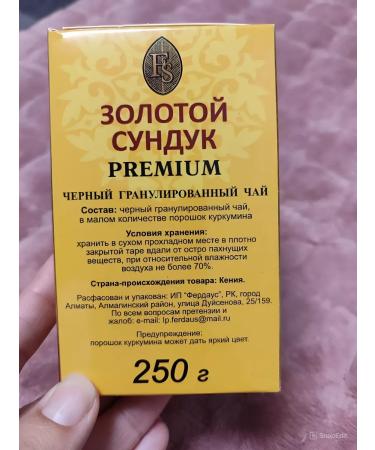 FS
ЗОЛОТОЙ
СУНДУК
PREMIUM
ЧЕРНЫЙ ГРАНУЛИРОВАННЫЙ ЧАЙ
Состав: черный гранулированный чай,
в малом количестве порошок куркумина
Условия хранения:
хранить в сухом прохладном месте в плотно
закрытой таре вдали от остро пахнущих
веществ, при относительной влажности
воздуха не более 70%.
Страна-происхождения товара: Кения.
Расфасован и упакован: ИП "Фердаус", РК, город
Алматы, Алмалинский район, улица Дуйсенова, 25/159.
По всем вопросам претензии и
жалоб: e-mail: Ip.ferdaus@mail.ru
Предупреждение:
порошок куркумина может дать яркий цвет.
250 г